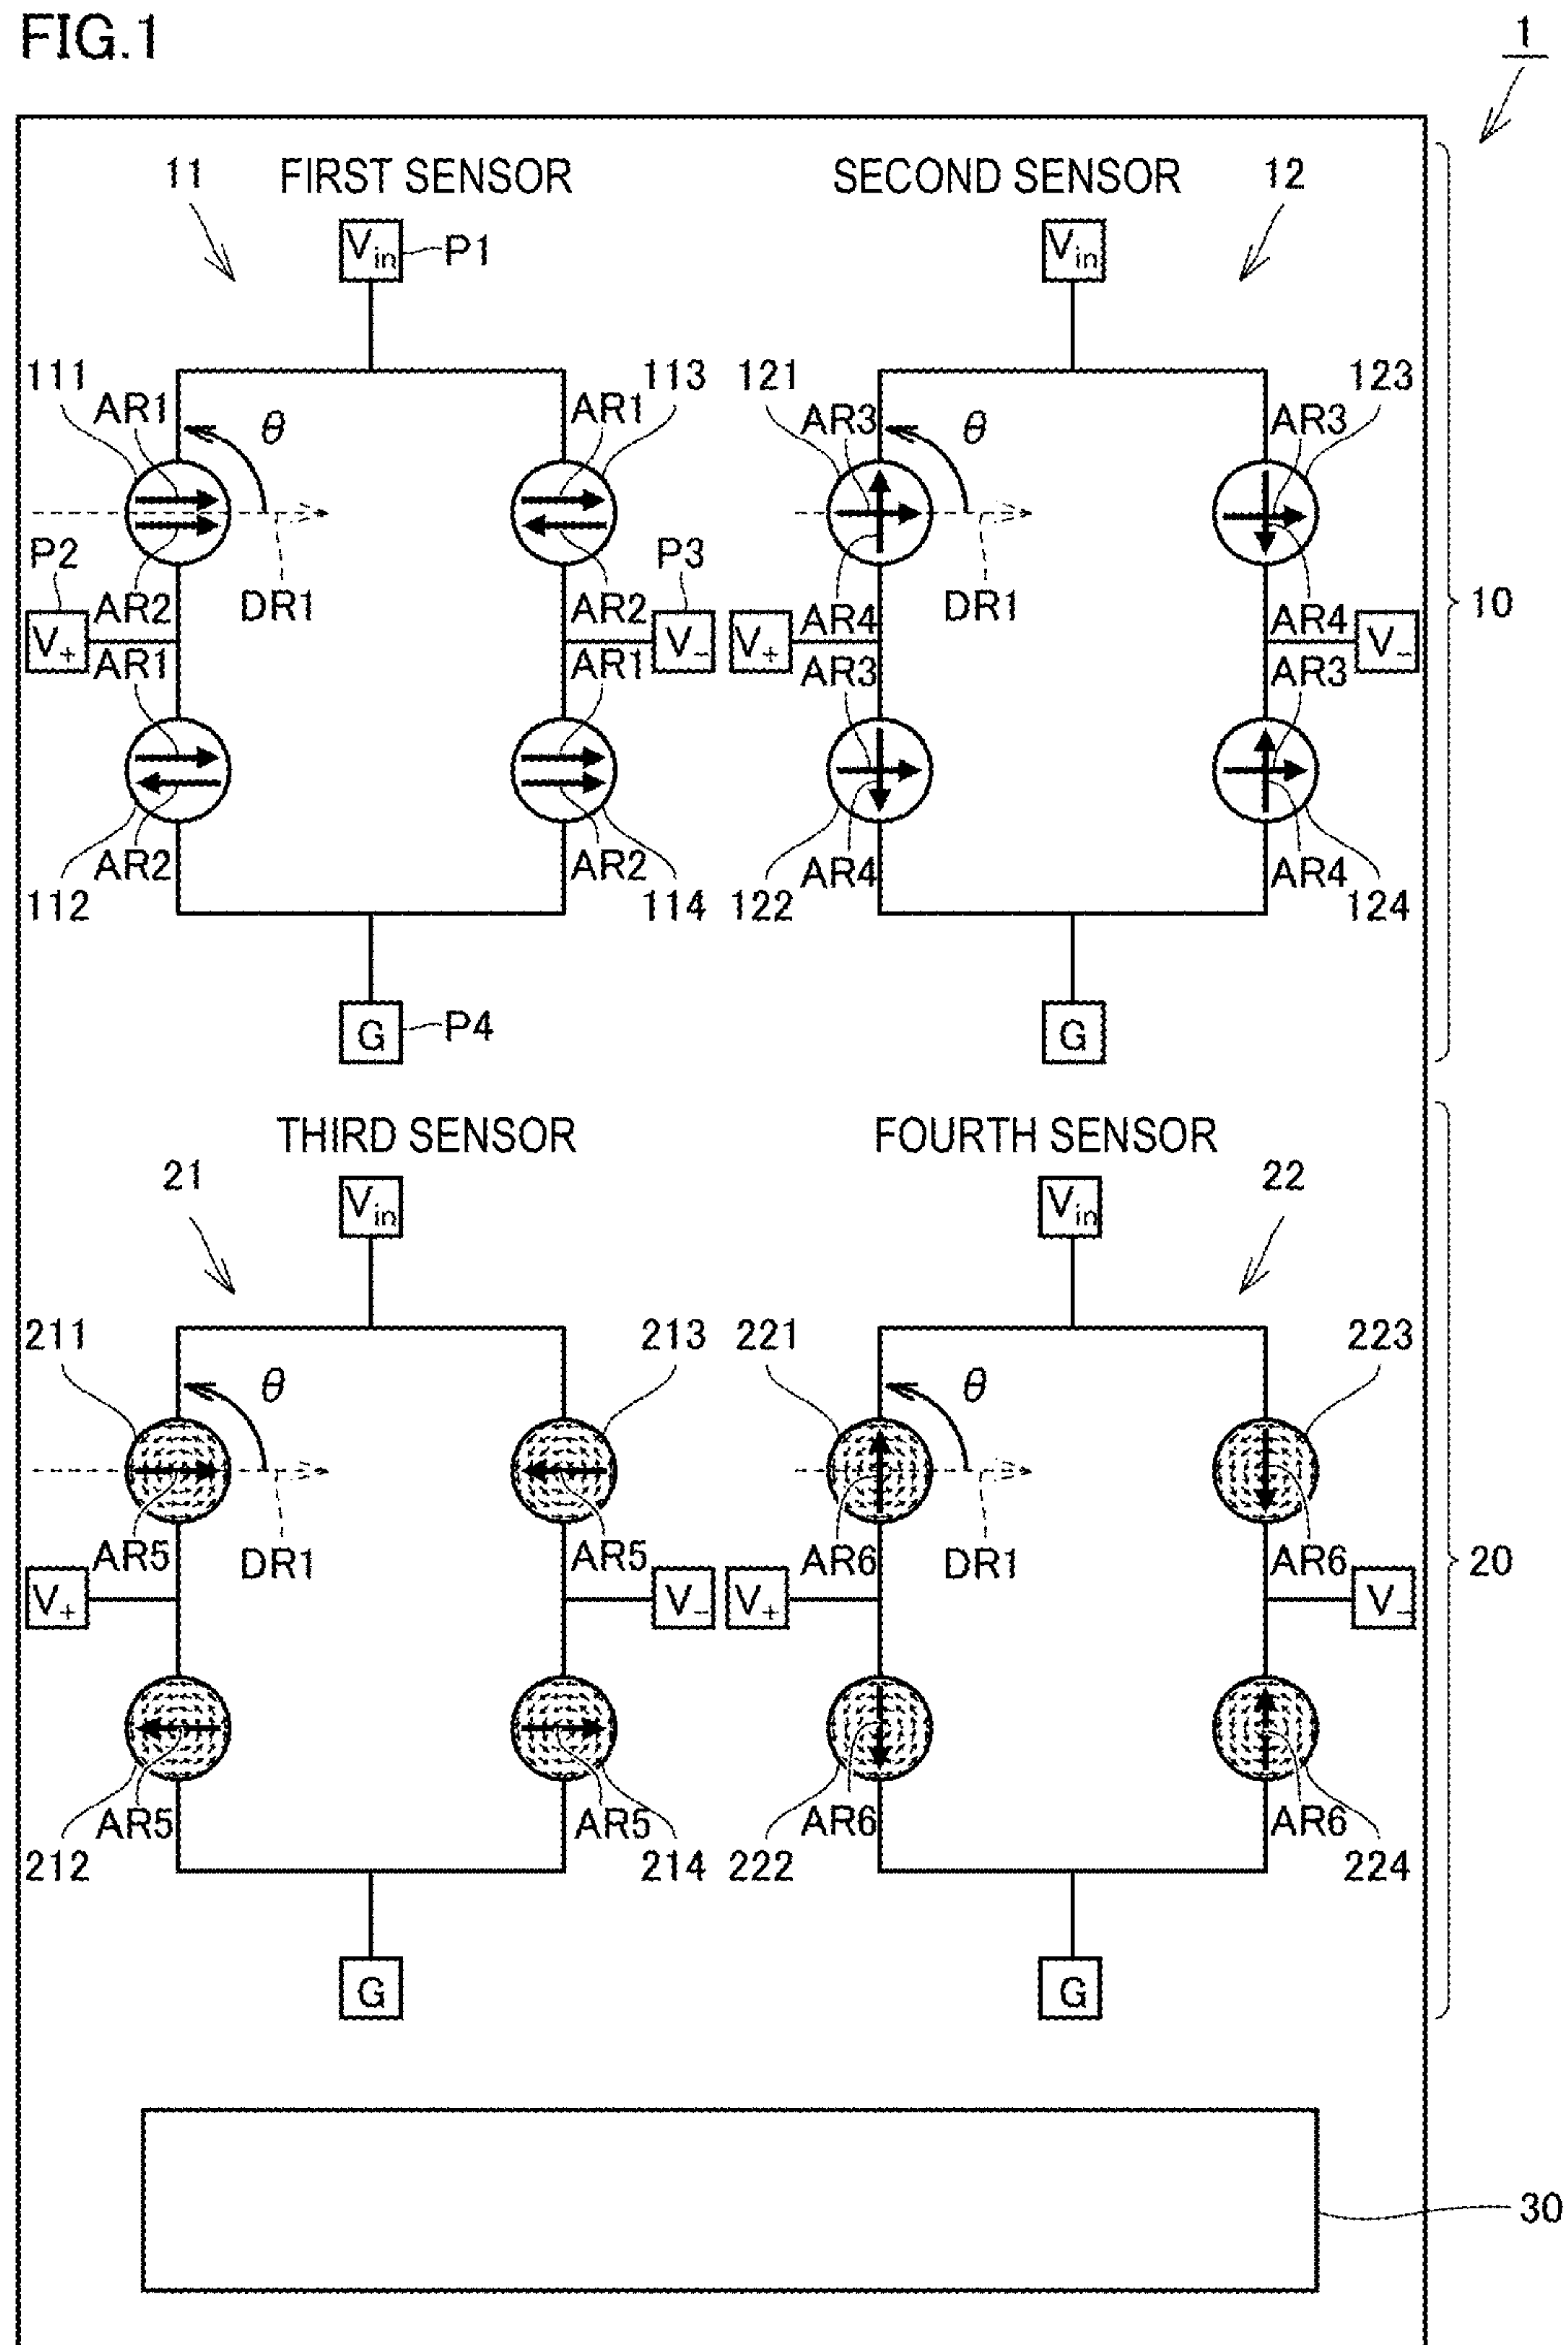 FIG.1
1
11 FIRST SENSOR SECOND SENSOR 12
Vin P1 Vin
111 113 121 123
AR1 θ AR1 AR3 θ AR3
P2 P3
AR2 DR1 AR2 AR4 DR1 AR4 10
V+ V− V+ V−
AR1 AR1 AR3 AR3
AR2 AR2 AR4 AR4
112 114 122 124
G P4 G
THIRD SENSOR FOURTH SENSOR
21 Vin Vin 22
211 213 221 223
θ θ
AR5 DR1 AR5 AR6 DR1 AR6 20
V+ V− V+ V−
AR5 AR5 AR6 AR6
212 214 222 224
G G
30